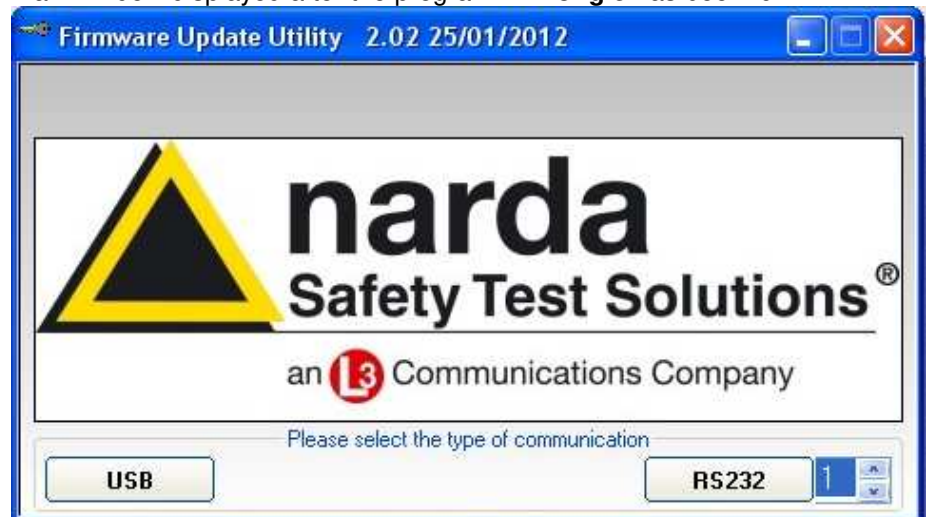 Firmware Update Utility 2.02 25/01/2012
narda
Safety Test Solutions®
an L3 Communications Company
Please select the type of communication
USB RS232 1